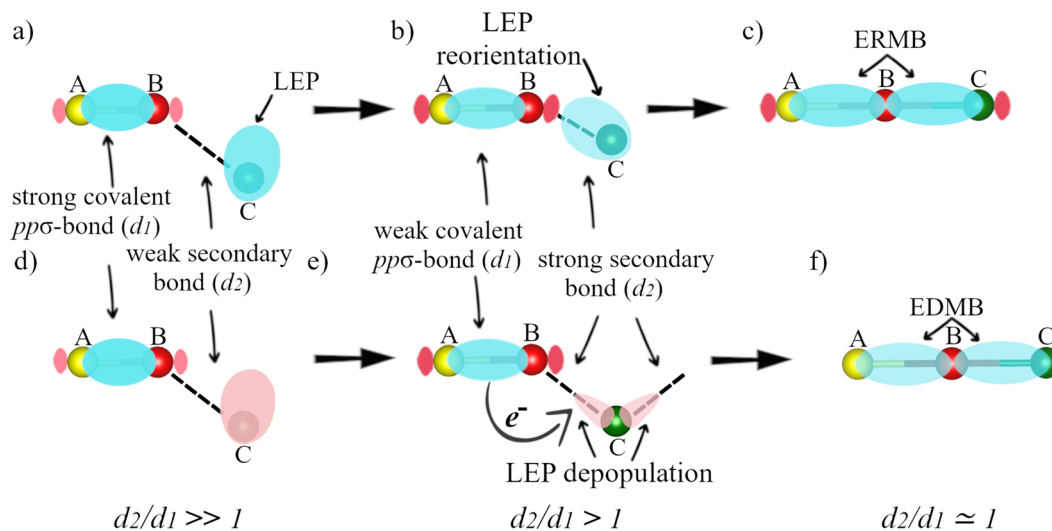 a)
A
B
LEP
C
b)
LEP
reorientation
A
B
C
c)
ERMB
A
B
C
strong covalent
ppσ-bond (d1)
weak secondary
bond (d2)
weak covalent
ppσ-bond (d1)
strong secondary
bond (d2)
d)
A
B
C
e)
A
B
e-
C
LEP depopulation
f)
EDMB
A
B
C
d2/d1 >> 1
d2/d1 > 1
d2/d1 ≃ 1